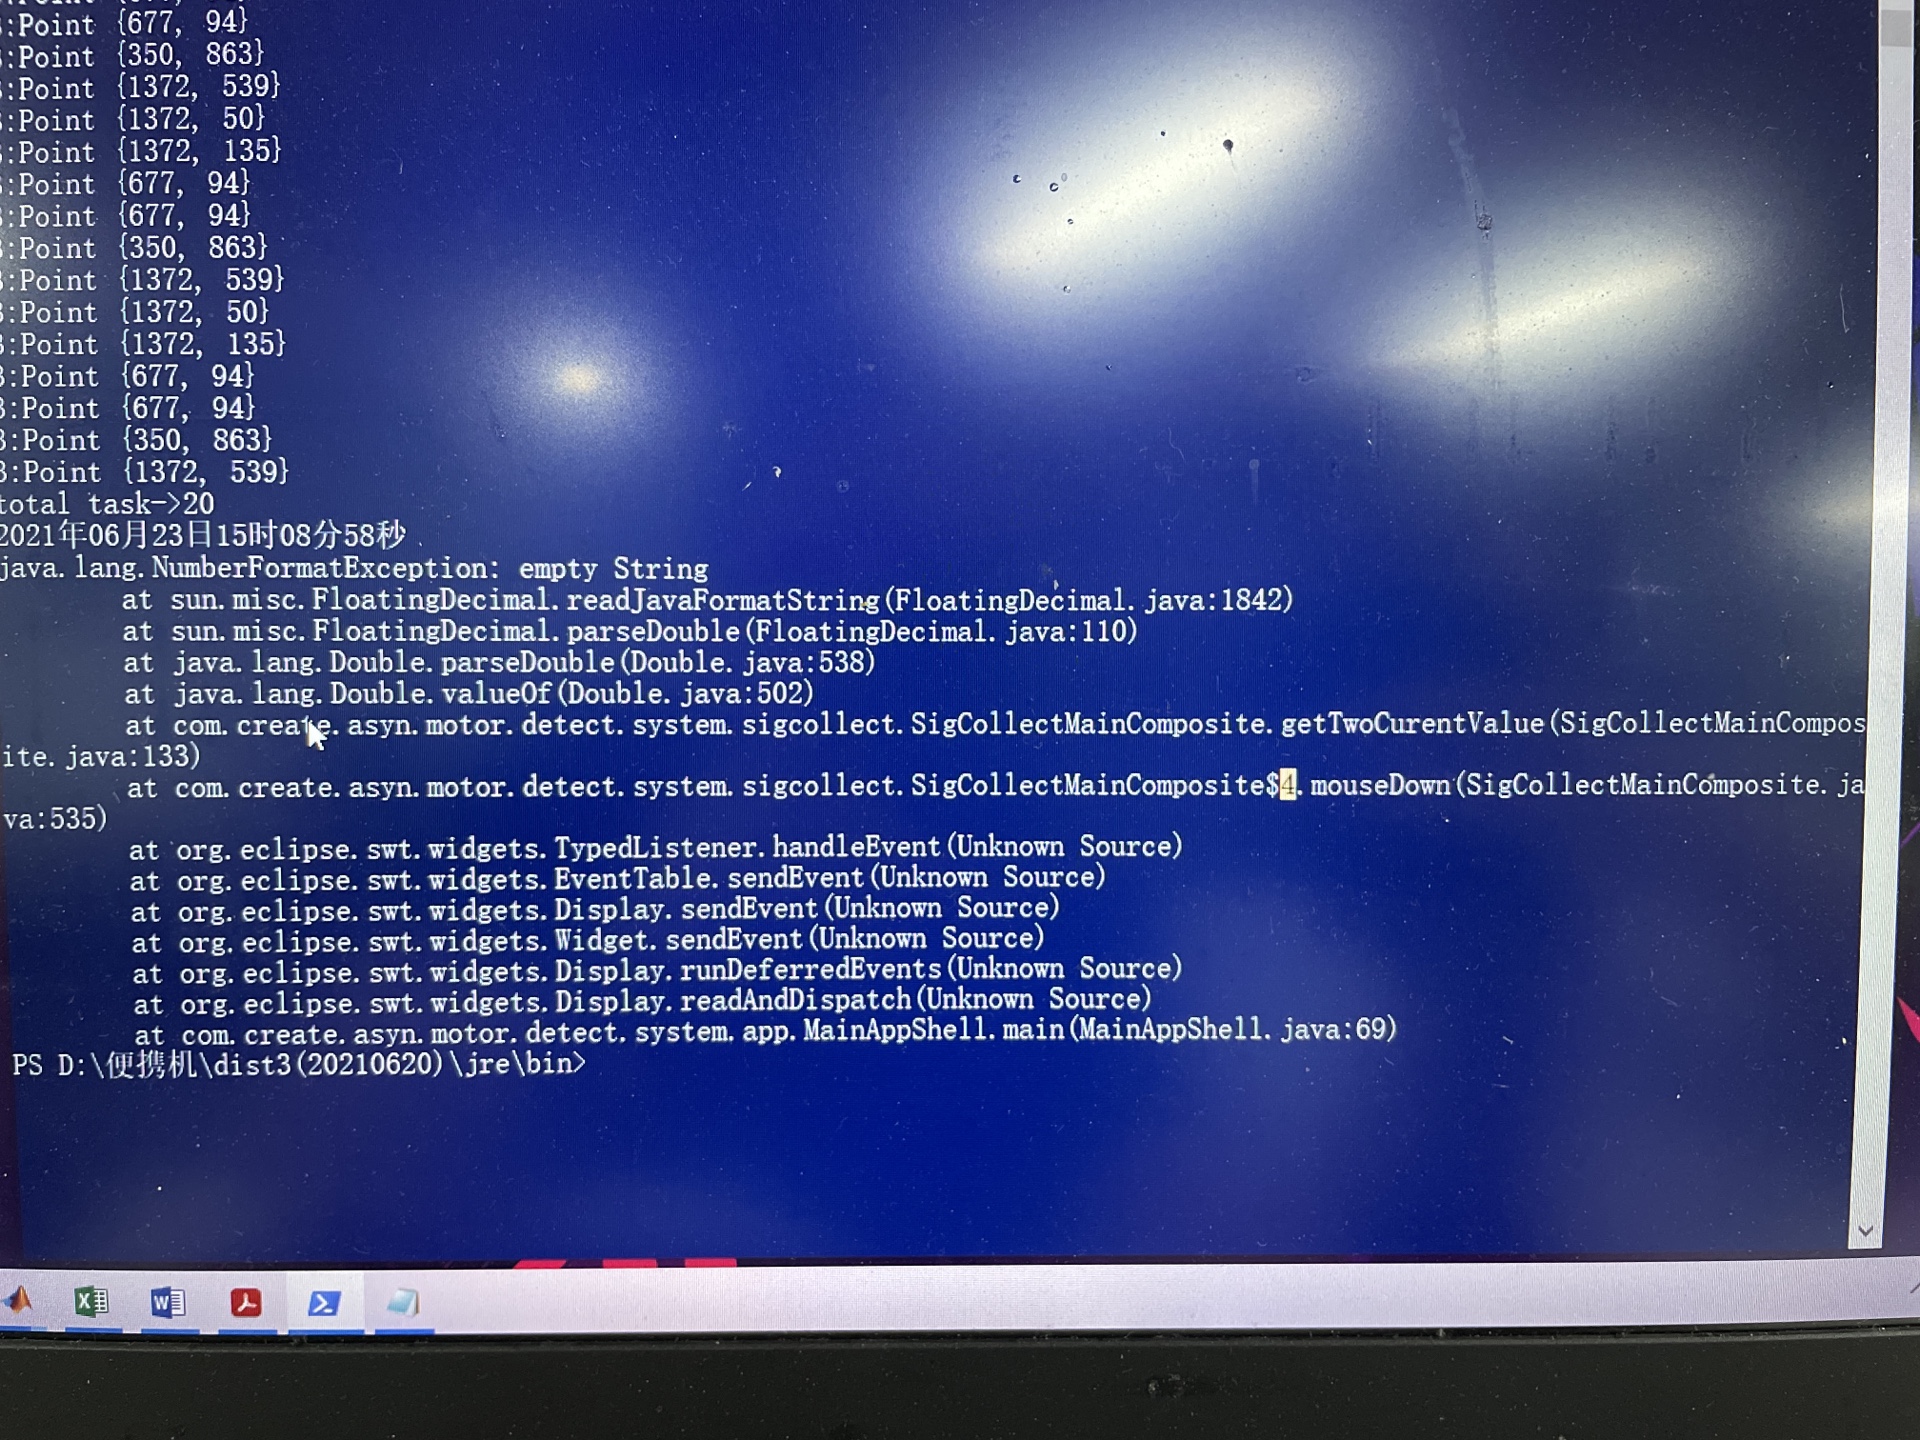 :Point {677, 94}
:Point {350, 863}
:Point {1372, 539}
:Point {1372, 50}
:Point {1372, 135}
:Point {677, 94}
:Point {677, 94}
:Point {350, 863}
:Point {1372, 539}
:Point {1372, 50}
:Point {1372, 135}
3:Point {677, 94}
3:Point {677, 94}
3:Point {350, 863}
3:Point {1372, 539}
total task->20
2021年06月23日15时08分58秒
java.lang.NumberFormatException: empty String
at sun.misc.FloatingDecimal.readJavaFormatString(FloatingDecimal.java:1842)
at sun.misc.FloatingDecimal.parseDouble(FloatingDecimal.java:110)
at java.lang.Double.parseDouble(Double.java:538)
at java.lang.Double.valueOf(Double.java:502)
at com.create.asyn.motor.detect.system.sigcollect.SigCollectMainComposite.getTwoCurentValue(SigCollectMainCompos
ite.java:133)
at com.create.asyn.motor.detect.system.sigcollect.SigCollectMainComposite$4.mouseDown(SigCollectMainComposite.ja
va:535)
at org.eclipse.swt.widgets.TypedListener.handleEvent(Unknown Source)
at org.eclipse.swt.widgets.EventTable.sendEvent(Unknown Source)
at org.eclipse.swt.widgets.Display.sendEvent(Unknown Source)
at org.eclipse.swt.widgets.Widget.sendEvent(Unknown Source)
at org.eclipse.swt.widgets.Display.runDeferredEvents(Unknown Source)
at org.eclipse.swt.widgets.Display.readAndDispatch(Unknown Source)
at com.create.asyn.motor.detect.system.app.MainAppShell.main(MainAppShell.java:69)
PS D:\便携机\dist3(20210620)\jre\bin>